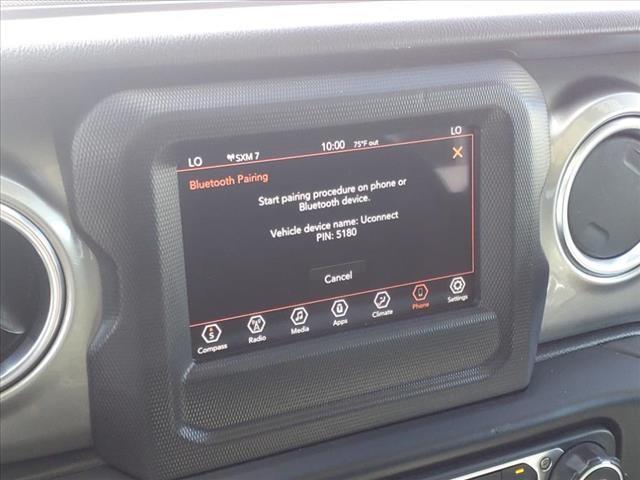 LO SXM 7 10:00 75°F out LO
Bluetooth Pairing X
Start pairing procedure on phone or
Bluetooth device.
Vehicle device name: Uconnect
PIN: 5180
Cancel
S
Compass Radio Media Apps Climate Phone Settings